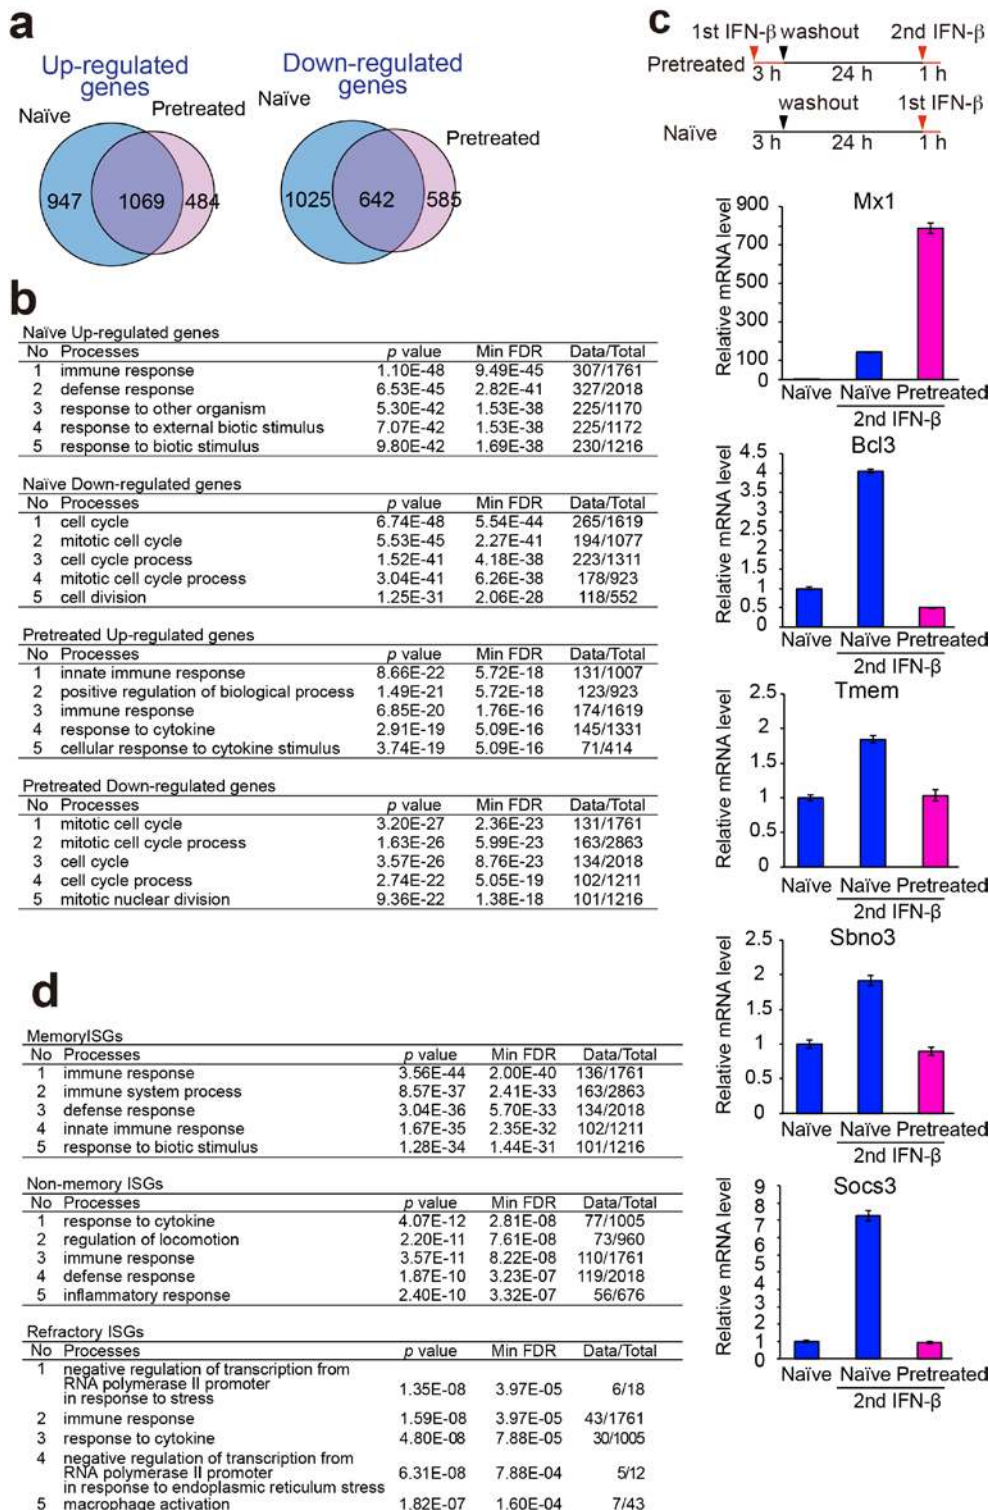 a
Up-regulated
genes
Naïve
Pretreated
947
1069
484
Down-regulated
genes
Naïve
Pretreated
1025
642
585
b
Naïve Up-regulated genes
No Processes p value Min FDR Data/Total
1 immune response 1.10E-48 9.49E-45 307/1761
2 defense response 6.53E-45 2.82E-41 327/2018
3 response to other organism 5.30E-42 1.53E-38 225/1170
4 response to external biotic stimulus 7.07E-42 1.53E-38 225/1172
5 response to biotic stimulus 9.80E-42 1.69E-38 230/1216
Naïve Down-regulated genes
No Processes p value Min FDR Data/Total
1 cell cycle 6.74E-48 5.54E-44 265/1619
2 mitotic cell cycle 5.53E-45 2.27E-41 194/1077
3 cell cycle process 1.52E-41 4.18E-38 223/1311
4 mitotic cell cycle process 3.04E-41 6.26E-38 178/923
5 cell division 1.25E-31 2.06E-28 118/552
Pretreated Up-regulated genes
No Processes p value Min FDR Data/Total
1 innate immune response 8.66E-22 5.72E-18 131/1007
2 positive regulation of biological process 1.49E-21 5.72E-18 123/923
3 immune response 6.85E-20 1.76E-16 174/1619
4 response to cytokine 2.91E-19 5.09E-16 145/1331
5 cellular response to cytokine stimulus 3.74E-19 5.09E-16 71/414
Pretreated Down-regulated genes
No Processes p value Min FDR Data/Total
1 mitotic cell cycle 3.20E-27 2.36E-23 131/1761
2 mitotic cell cycle process 1.63E-26 5.99E-23 163/2863
3 cell cycle 3.57E-26 8.76E-23 134/2018
4 cell cycle process 2.74E-22 5.05E-19 102/1211
5 mitotic nuclear division 9.36E-22 1.38E-18 101/1216
c
1st IFN-β washout 2nd IFN-β
Pretreated
3 h 24 h 1 h
washout 1st IFN-β
Naïve
3 h 24 h 1 h
Mx1
Relative mRNA level
900
700
500
300
100
Naïve Naïve Pretreated
2nd IFN-β
Bcl3
Relative mRNA level
4.5
4
3.5
3
2.5
2
1.5
1
0.5
0
Naïve Naïve Pretreated
2nd IFN-β
Tmem
Relative mRNA level
2.5
2
1.5
1
0.5
0
Naïve Naïve Pretreated
2nd IFN-β
Sbno3
Relative mRNA level
2.5
2
1.5
1
0.5
0
Naïve Naïve Pretreated
2nd IFN-β
Socs3
Relative mRNA level
9
8
7
6
5
4
3
2
1
0
Naïve Naïve Pretreated
2nd IFN-β
d
MemoryISGs
No Processes p value Min FDR Data/Total
1 immune response 3.56E-44 2.00E-40 136/1761
2 immune system process 8.57E-37 2.41E-33 163/2863
3 defense response 3.04E-36 5.70E-33 134/2018
4 innate immune response 1.67E-35 2.35E-32 102/1211
5 response to biotic stimulus 1.28E-34 1.44E-31 101/1216
Non-memory ISGs
No Processes p value Min FDR Data/Total
1 response to cytokine 4.07E-12 2.81E-08 77/1005
2 regulation of locomotion 2.20E-11 7.61E-08 73/960
3 immune response 3.57E-11 8.22E-08 110/1761
4 defense response 1.87E-10 3.23E-07 119/2018
5 inflammatory response 2.40E-10 3.32E-07 56/676
Refractory ISGs
No Processes p value Min FDR Data/Total
1 negative regulation of transcription from
RNA polymerase II promoter 1.35E-08 3.97E-05 6/18
in response to stress
2 immune response 1.59E-08 3.97E-05 43/1761
3 response to cytokine 4.80E-08 7.88E-05 30/1005
4 negative regulation of transcription from
RNA polymerase II promoter 6.31E-08 7.88E-04 5/12
in response to endoplasmic reticulum stress
5 macrophage activation 1.82E-07 1.60E-04 7/43